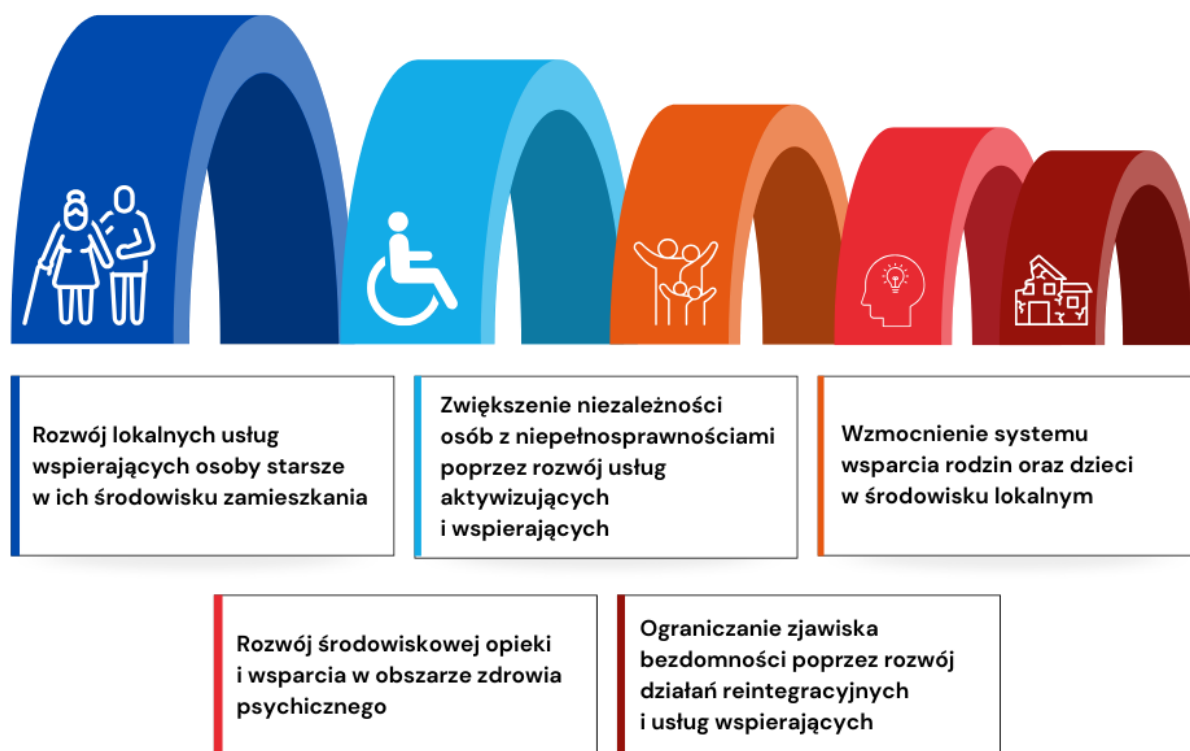 Rozwój lokalnych usług
wspierających osoby starsze
w ich środowisku zamieszkania
Zwiększenie niezależności
osób z niepełnosprawnościami
poprzez rozwój usług
aktywizujących
i wspierających
Wzmocnienie systemu
wsparcia rodzin oraz dzieci
w środowisku lokalnym
Rozwój środowiskowej opieki
i wsparcia w obszarze zdrowia
psychicznego
Ograniczanie zjawiska
bezdomności poprzez rozwój
działań reintegracyjnych
i usług wspierających